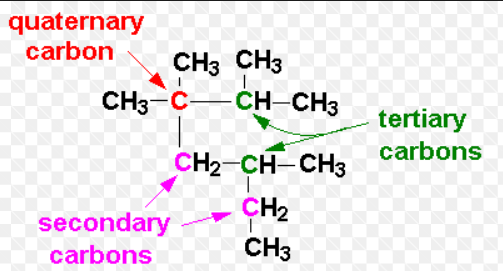 quaternary
carbon
CH₃ CH₃
CH₃–C–CH–CH₃
tertiary
carbons
CH₂–CH–CH₃
secondary
carbons
CH₂
CH₃